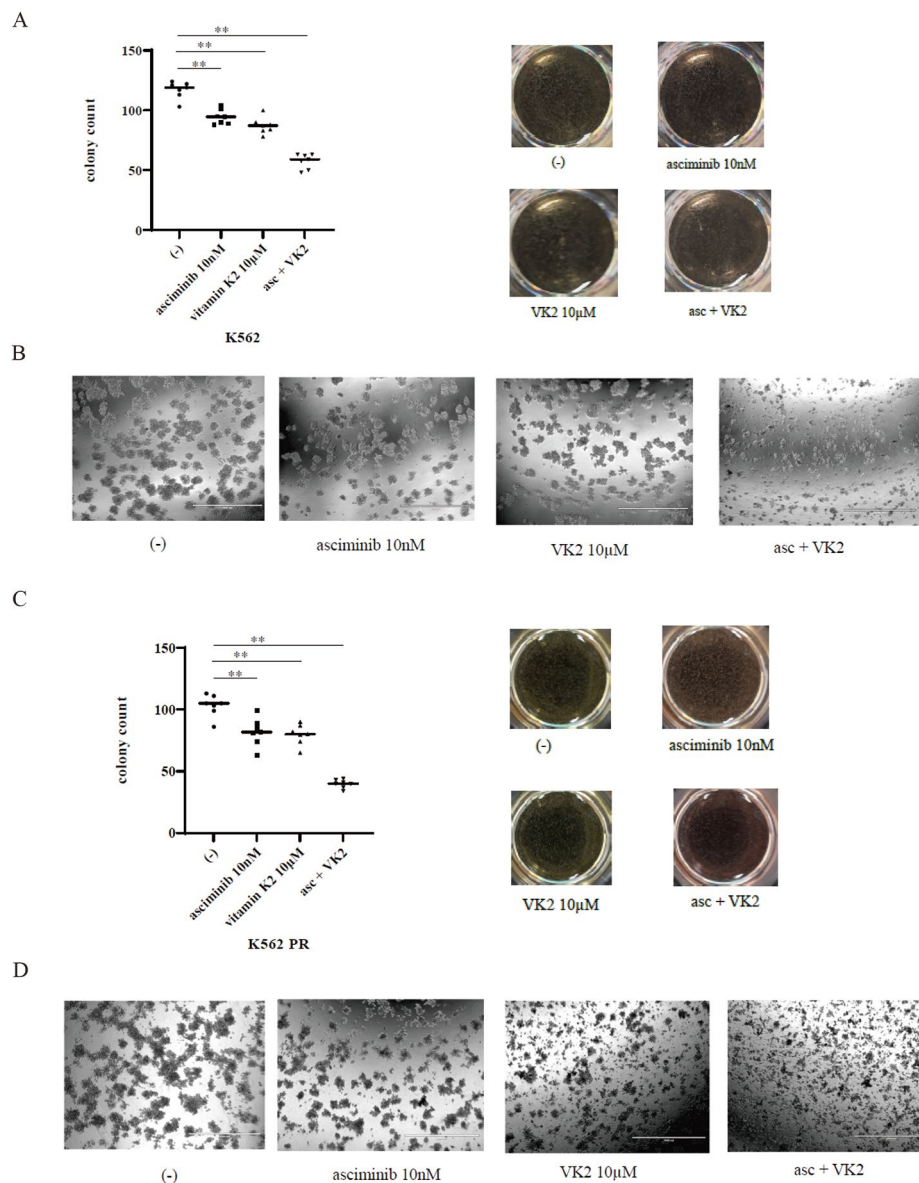 A
** 
**
**
150
100
50
0
colony count
(-)
asciminib 10nM
vitamin K2 10μM
asc + VK2
K562
(-)
asciminib 10nM
VK2 10μM
asc + VK2
B
(-)
asciminib 10nM
VK2 10μM
asc + VK2
C
**
**
**
150
100
50
0
colony count
(-)
asciminib 10nM
vitamin K2 10μM
asc + VK2
K562 PR
(-)
asciminib 10nM
VK2 10μM
asc + VK2
D
(-)
asciminib 10nM
VK2 10μM
asc + VK2